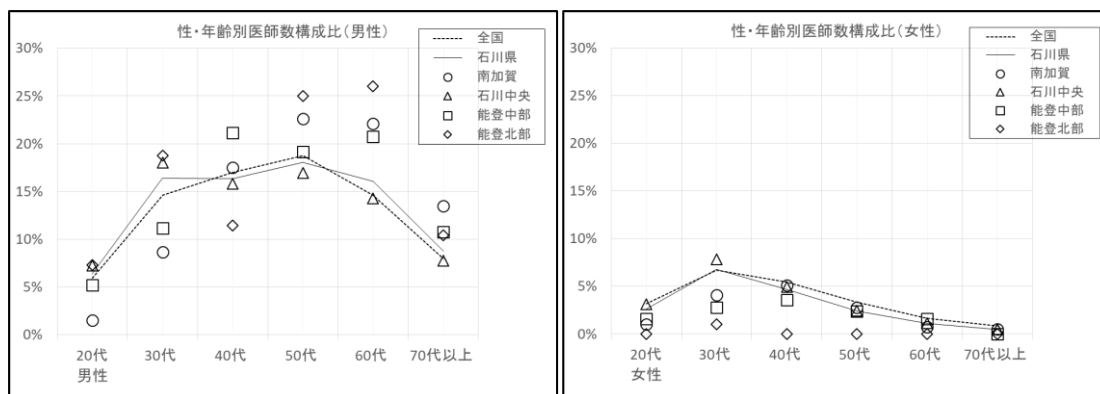 性・年齢別医師数構成比（男性）
30%
25%
20%
15%
10%
5%
0%
20代
30代
40代
50代
60代
70代以上
男性
全国
石川県
南加賀
石川中央
能登中部
能登北部
性・年齢別医師数構成比（女性）
30%
25%
20%
15%
10%
5%
0%
20代
30代
40代
50代
60代
70代以上
女性
全国
石川県
南加賀
石川中央
能登中部
能登北部